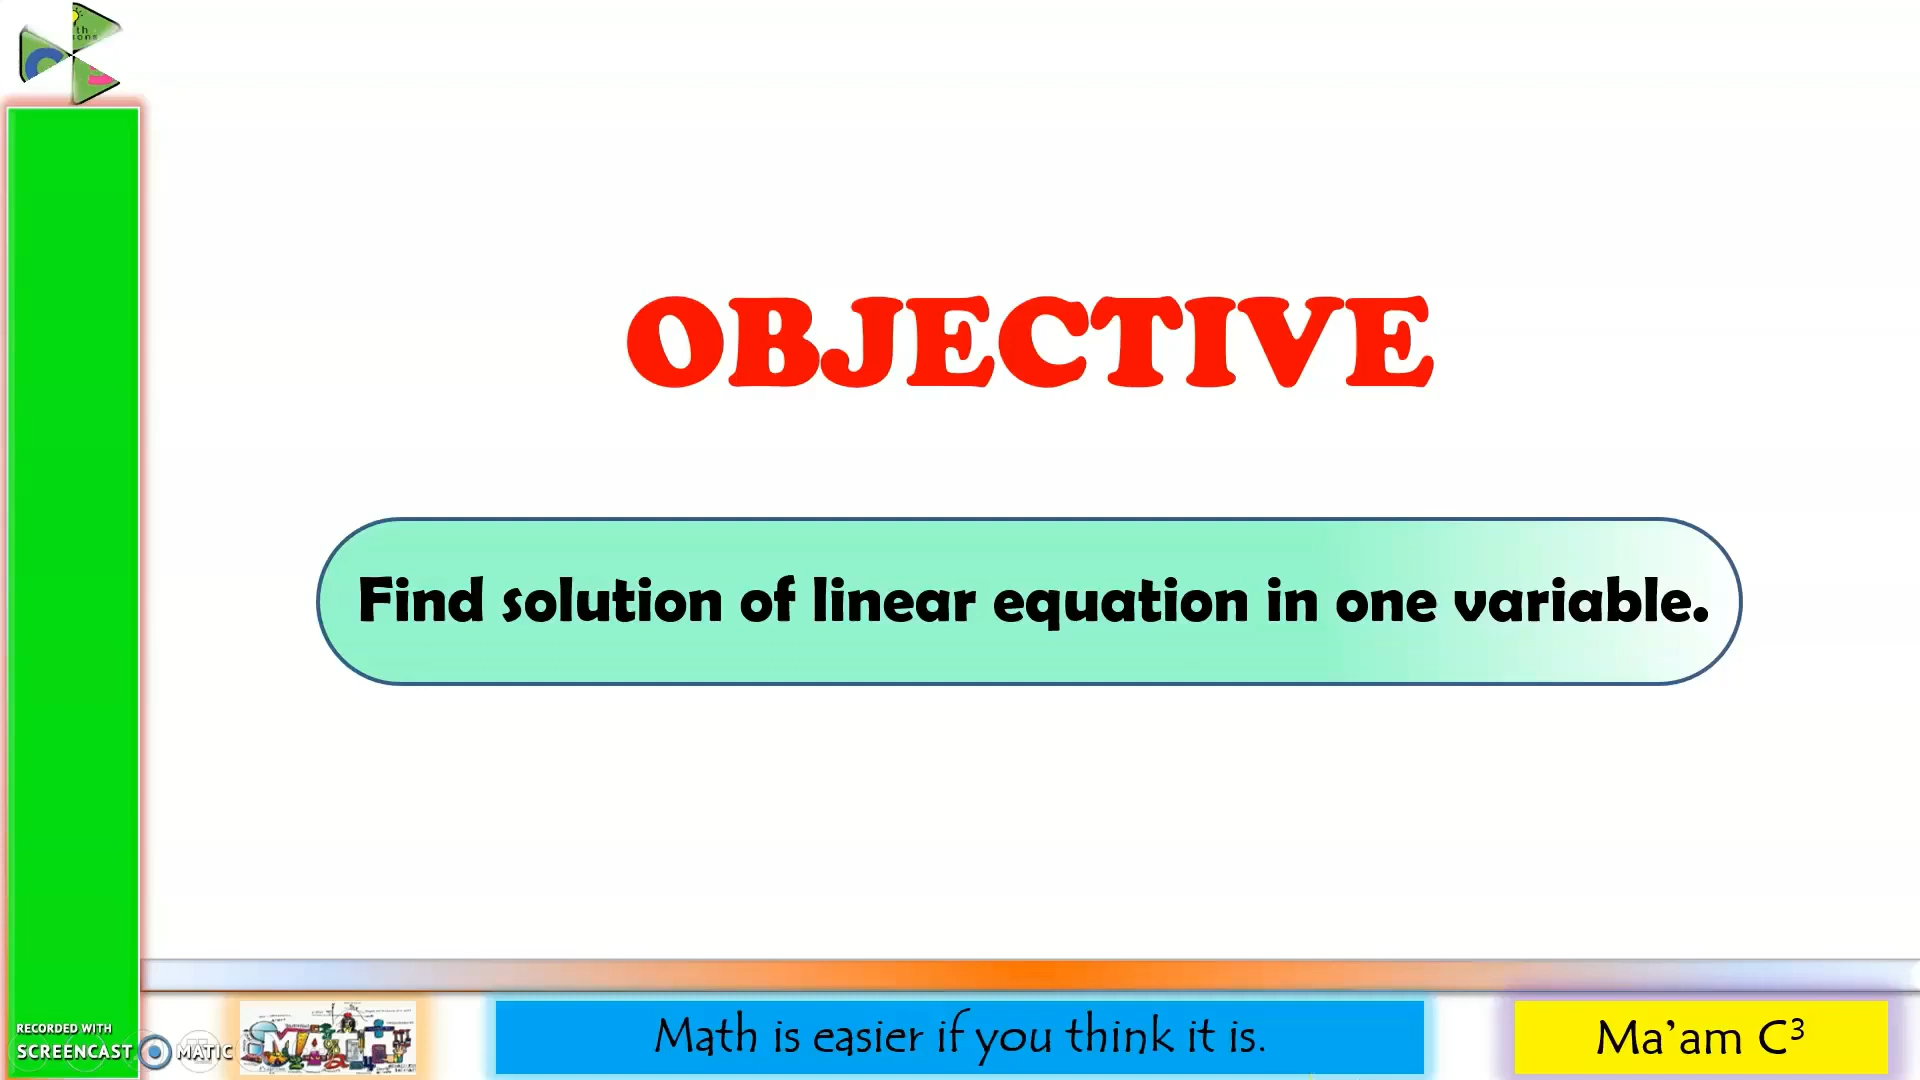 OBJECTIVE
Find solution of linear equation in one variable.
RECORDED WITH
SCREENCAST MATIC
MATH
Math is easier if you think it is.
Ma’am C³